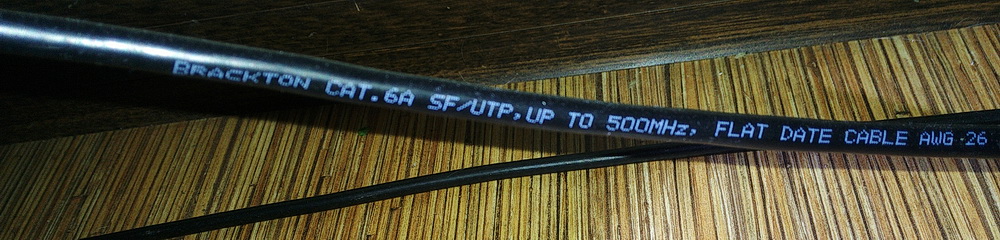 BRACKTON CAT.6A SF/UTP,UP TO 500MHz, FLAT DATE CABLE AWG 26